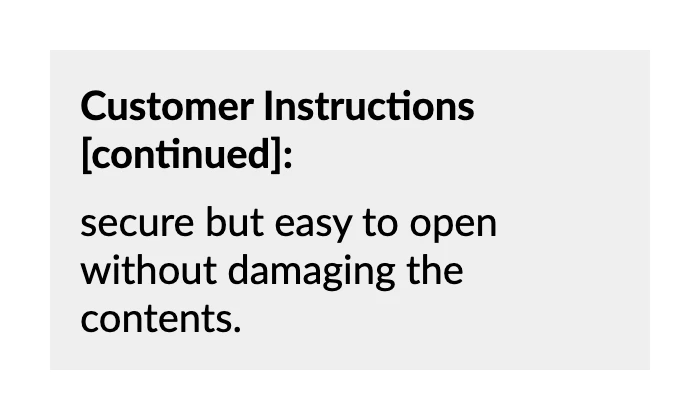 Customer Instructions
[continued]:
secure but easy to open
without damaging the
contents.